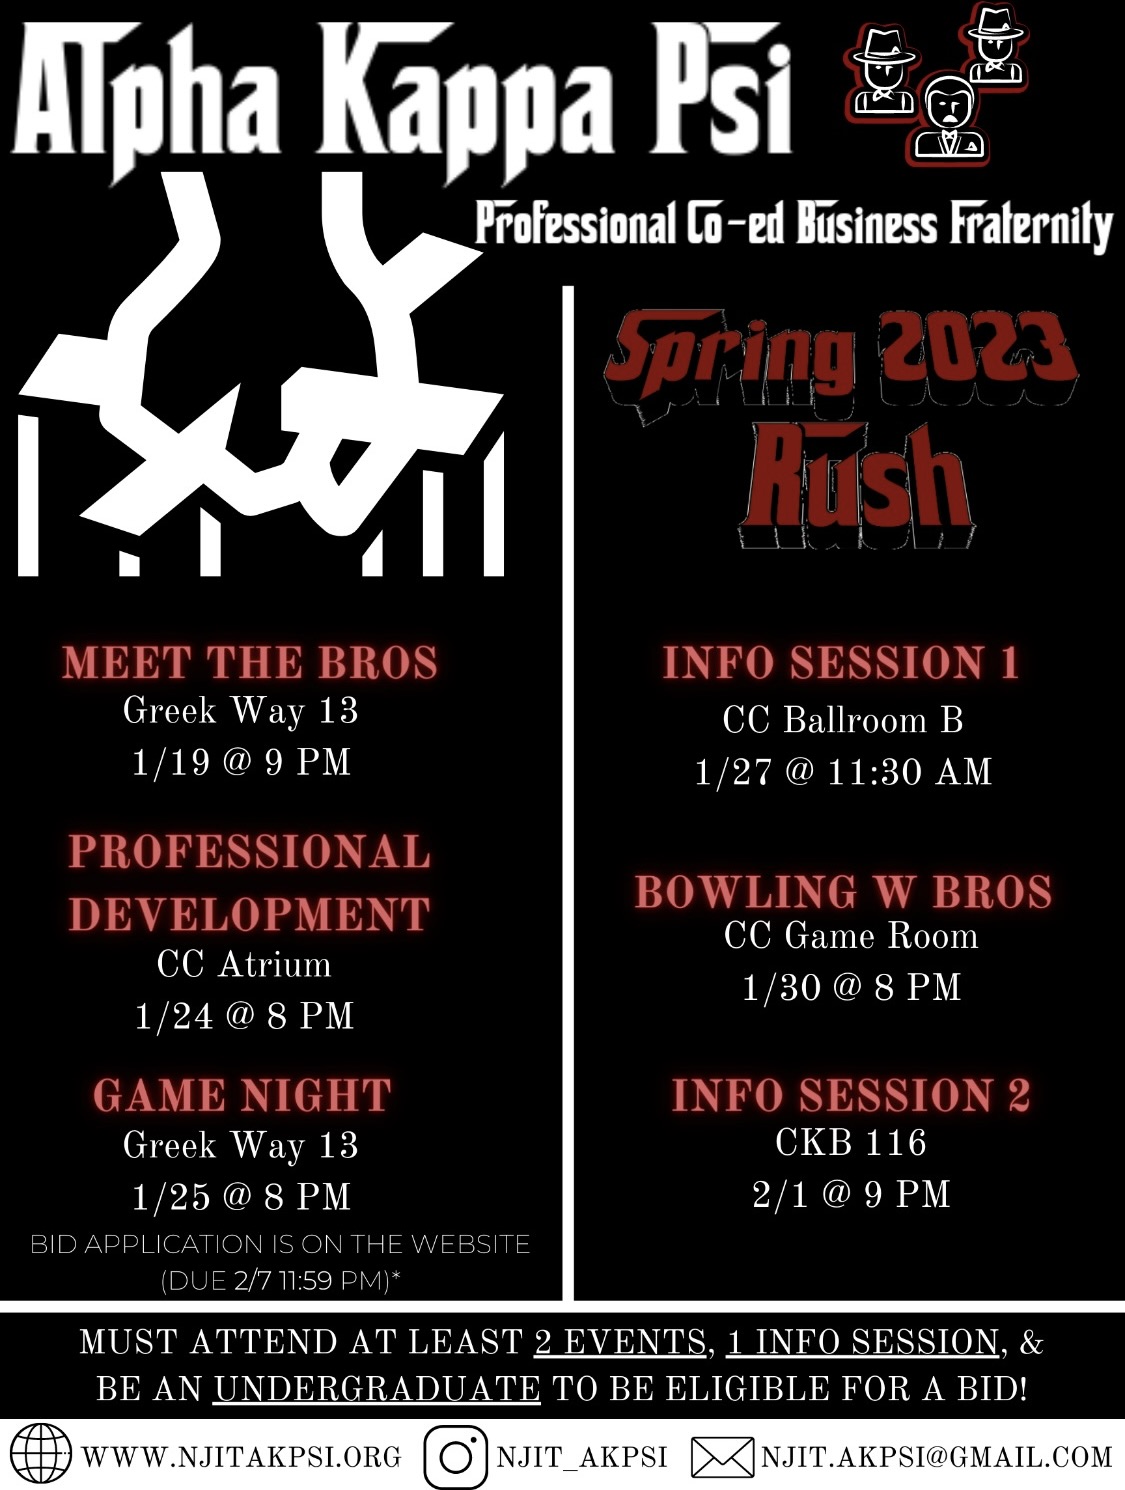 Alpha Kappa Psi
Professional Co-ed Business Fraternity
Spring 2023
Rush
MEET THE BROS
Greek Way 13
1/19 @ 9 PM
PROFESSIONAL
DEVELOPMENT
CC Atrium
1/24 @ 8 PM
GAME NIGHT
Greek Way 13
1/25 @ 8 PM
BID APPLICATION IS ON THE WEBSITE
(DUE 2/7 11:59 PM)*
INFO SESSION 1
CC Ballroom B
1/27 @ 11:30 AM
BOWLING W BROS
CC Game Room
1/30 @ 8 PM
INFO SESSION 2
CKB 116
2/1 @ 9 PM
MUST ATTEND AT LEAST 2 EVENTS, 1 INFO SESSION, &
BE AN UNDERGRADUATE TO BE ELIGIBLE FOR A BID!
WWW.NJITAKPSI.ORG NJIT_AKPSI NJIT.AKPSI@GMAIL.COM